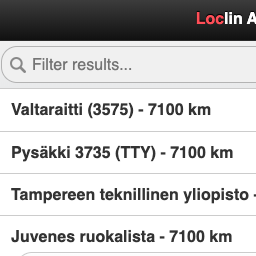 Loclin A
Filter results...
Valtaraitti (3575) - 7100 km
Pysäkki 3735 (TTY) - 7100 km
Tampereen teknillinen yliopisto -
Juvenes ruokalista - 7100 km